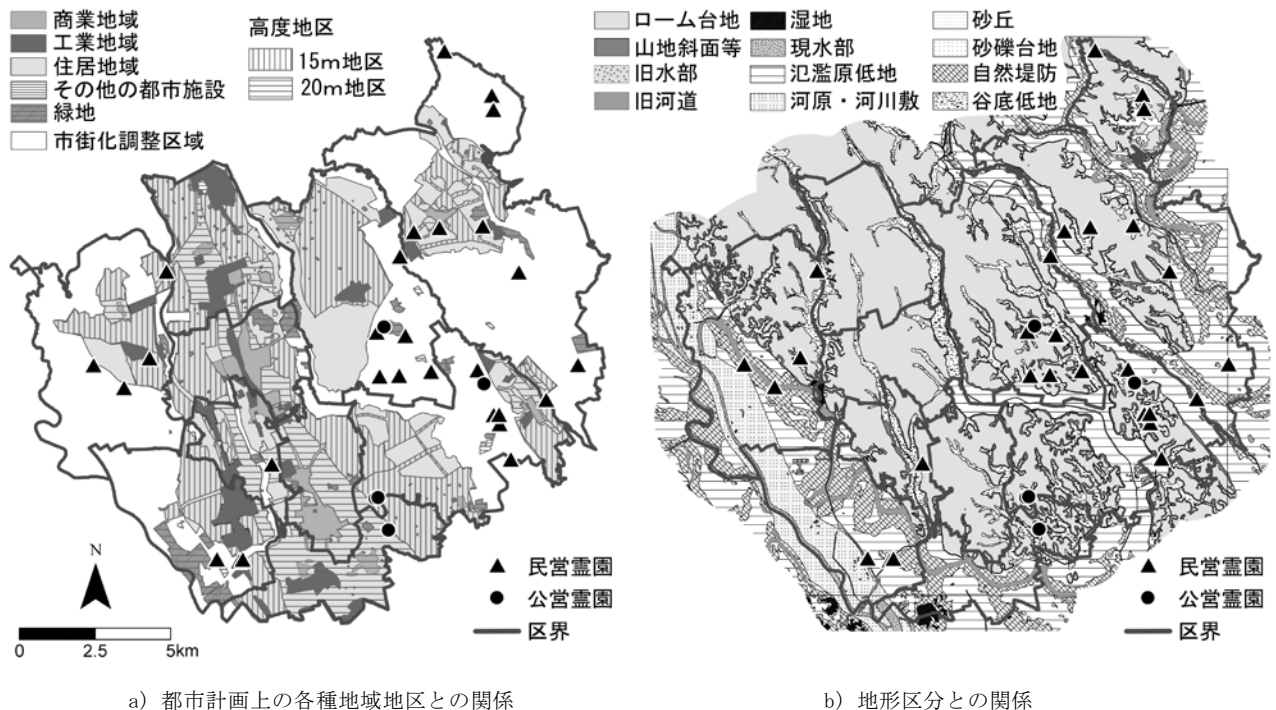 商業地域
工業地域
住居地域
その他の都市施設
緑地
市街化調整区域
高度地区
15m地区
20m地区
N
0 2.5 5km
民営霊園
公営霊園
区界
a) 都市計画上の各種地域地区との関係
ローム台地
山地斜面等
旧水部
旧河道
湿地
現水部
氾濫原低地
河原・河川敷
砂丘
砂礫台地
自然堤防
谷底低地
民営霊園
公営霊園
区界
b) 地形区分との関係